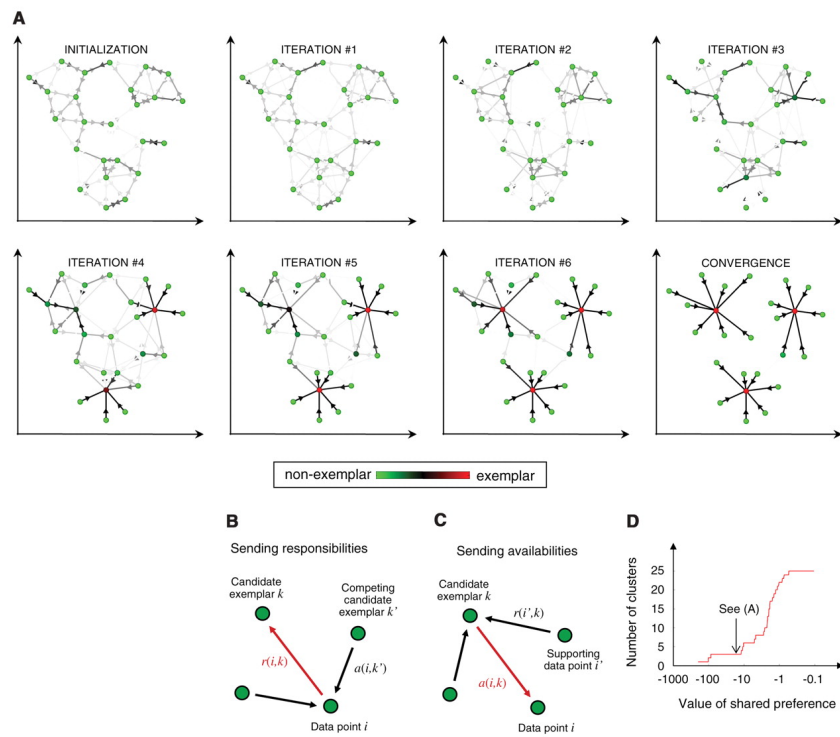 A
INITIALIZATION
ITERATION #1
ITERATION #2
ITERATION #3
ITERATION #4
ITERATION #5
ITERATION #6
CONVERGENCE
non-exemplar
exemplar
B
Sending responsibilities
Candidate
exemplar k
Competing
candidate
exemplar k'
r(i,k)
a(i,k')
Data point i
C
Sending availabilities
Candidate
exemplar k
r(i',k)
Supporting
data point i'
a(i,k)
Data point i
D
Number of clusters
25
20
15
10
5
0
See (A)
-1000
-100
-10
-1
-0.1
Value of shared preference